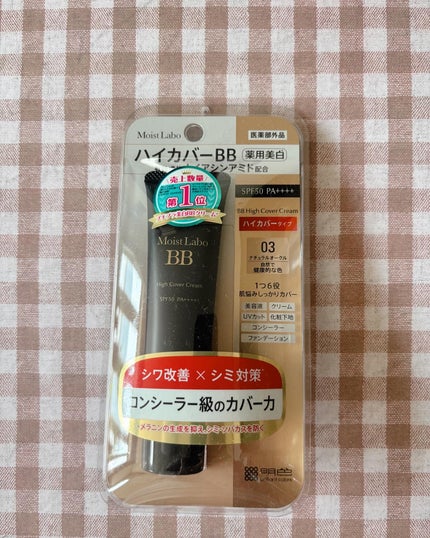 Moist Labo
医薬部外品
ハイカバーBB 薬用美白
イアシンアミド配合
売上数量
第1位
SPF50 PA++++
BB High Cover Cream
ハイカバータイプ
03
ナチュラルオークル
自然で
健康的な色
1つ6役
肌悩みしっかりカバー
美容液 クリーム
UVカット 化粧下地
コンシーラー
ファンデーション
Moist Labo
BB
High Cover Cream
SPF50 PA++++
シワ改善 × シミ対策
コンシーラー級のカバー力
メラニンの生成を抑え、シミ・ソバカスを防ぐ
明色